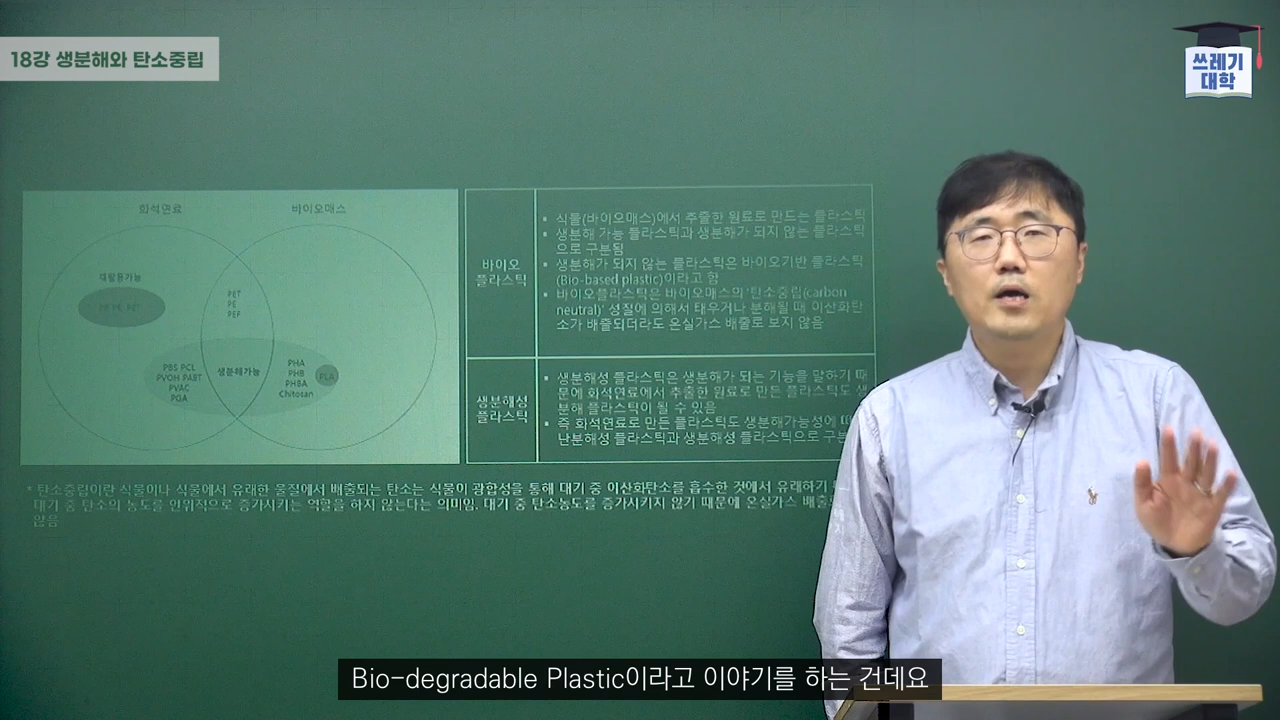 18강 생분해와 탄소중립
쓰레기
대학
화석연료
바이오매스
대량용가능
PP, PE, PET
PET
PE
PEF
PBS PCL
PVOH PABT
PVAC
PGA
생분해가능
PHA
PHB
PHBA
Chitosan
PLA
바이오
플라스틱
▪ 식물(바이오매스)에서 추출한 원료로 만드는 플라스틱
▪ 생분해 가능 플라스틱과 생분해가 되지 않는 플라스틱
으로 구분됨
▪ 생분해가 되지 않는 플라스틱은 바이오기반 플라스틱
(Bio-based plastic)이라고 함
▪ 바이오플라스틱은 바이오매스의 '탄소중립(carbon
neutral)' 성질에 의해서 태우거나 분해될 때 이산화탄
소가 배출되더라도 온실가스 배출로 보지 않음
생분해성
플라스틱
▪ 생분해성 플라스틱은 생분해가 되는 기능을 말하기 때
문에 화석연료에서 추출한 원료로 만든 플라스틱도 생
분해 플라스틱이 될 수 있음
▪ 즉 화석연료로 만든 플라스틱도 생분해가능성에
난분해성 플라스틱과 생분해성 플라스틱으로
* 탄소중립이란 식물이나 식물에서 유래한 물질에서 배출되는 탄소는 식물이 광합성을 통해 대기 중 이산화탄소를 흡수한 것에서 유래하기
대기 중 탄소의 농도를 인위적으로 증가시키는 역할을 하지 않는다는 의미임. 대기 중 탄소농도를 증가시키지 않기 때문에 온실가스
않음
Bio-degradable Plastic이라고 이야기를 하는 건데요